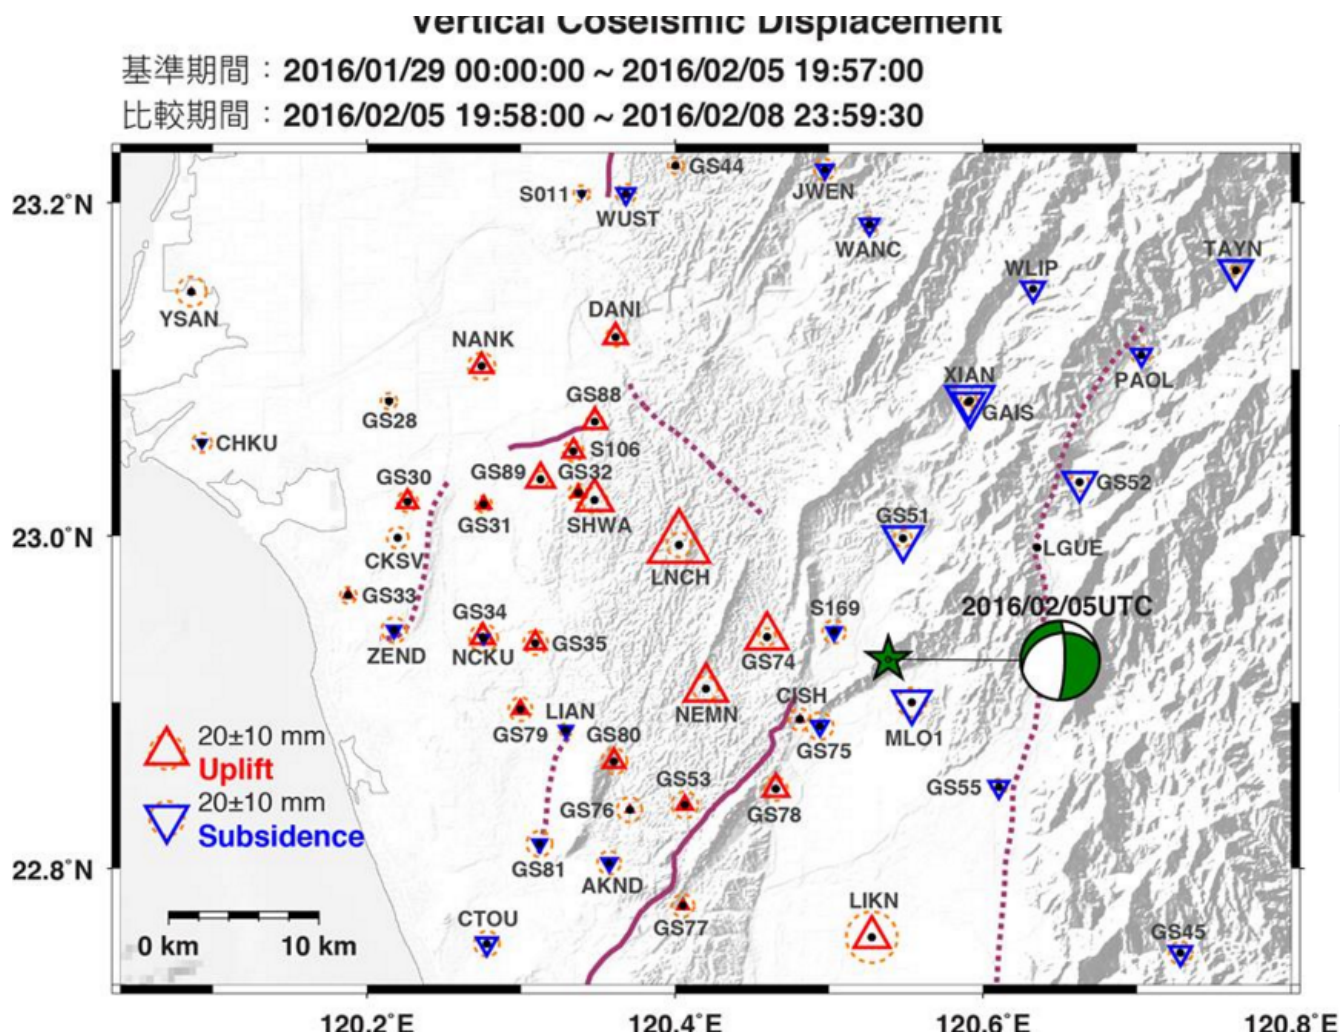 Vertical Coseismic Displacement
基準期間：2016/01/29 00:00:00 ~ 2016/02/05 19:57:00
比較期間：2016/02/05 19:58:00 ~ 2016/02/08 23:59:30
GS44
S011
WUST
JWEN
23.2°N
WANC
TAYN
WLIP
YSAN
DANI
NANK
PAOL
XIAN
GS88
GAIS
GS28
CHKU
S106
GS89
GS32
GS30
GS52
GS31
SHWA
GS51
23.0°N
CKSV
LGUE
LNCH
GS33
2016/02/05UTC
GS34
S169
GS35
ZEND
NCKU
GS74
CISH
LIAN
NEMN
GS79
GS80
MLO1
GS75
20±10 mm
Uplift
GS53
GS55
20±10 mm
GS76
GS78
Subsidence
22.8°N
GS81
AKND
LIKN
CTOU
GS77
GS45
0 km
10 km
120.2°E
120.4°E
120.6°E
120.8°E